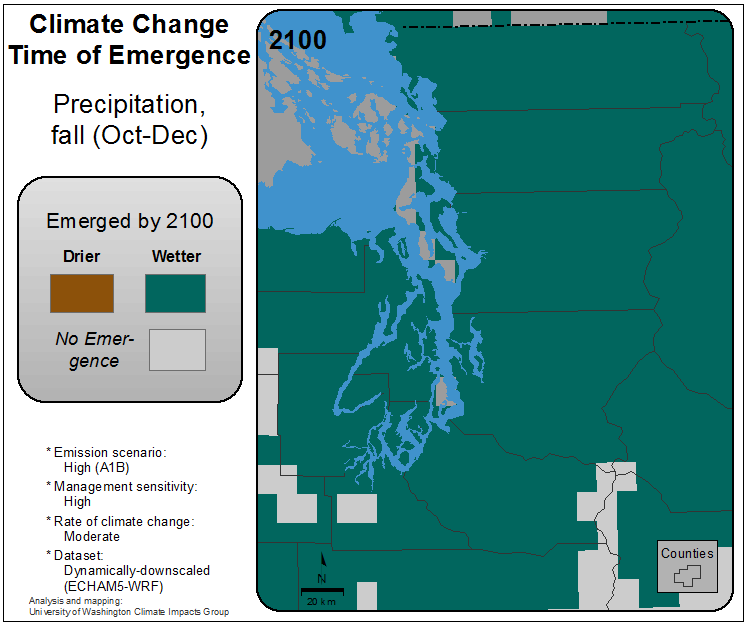 Climate Change
Time of Emergence
Precipitation,
fall (Oct-Dec)
Emerged by 2100
Drier Wetter
No Emer-
gence
* Emission scenario:
High (A1B)
* Management sensitivity:
High
* Rate of climate change:
Moderate
* Dataset:
Dynamically-downscaled
(ECHAM5-WRF)
Analysis and mapping:
University of Washington Climate Impacts Group
2100
N
20 km
Counties